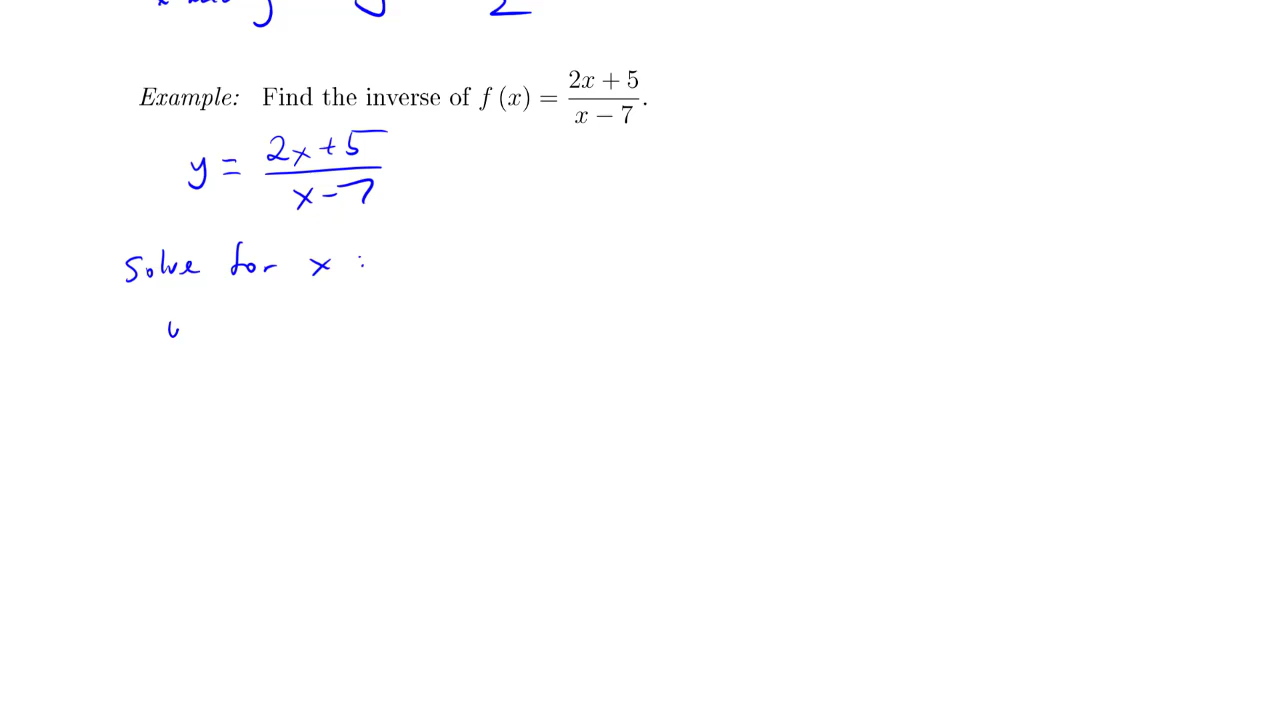 Example: Find the inverse of f (x) = (2x + 5)/(x − 7).
y = (2x+5)/(x-7)
Solve for x :